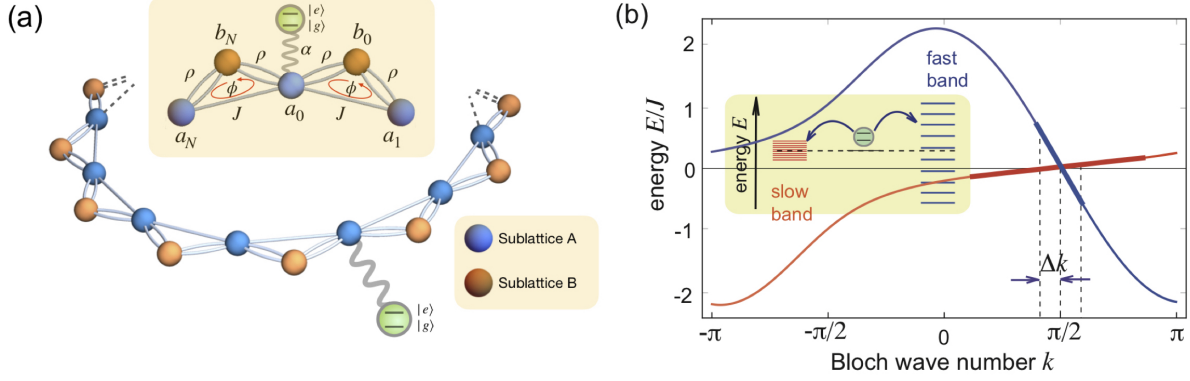 (a)
|e⟩
|g⟩
b_N
b_0
α
ρ
ρ
ρ
ρ
ϕ
ϕ
J
J
a_N
a_0
a_1
Sublattice A
Sublattice B
|e⟩
|g⟩
(b)
energy E/J
2
1
0
-1
-2
-π
-π/2
0
π/2
π
Bloch wave number k
fast
band
energy E
slow
band
Δk